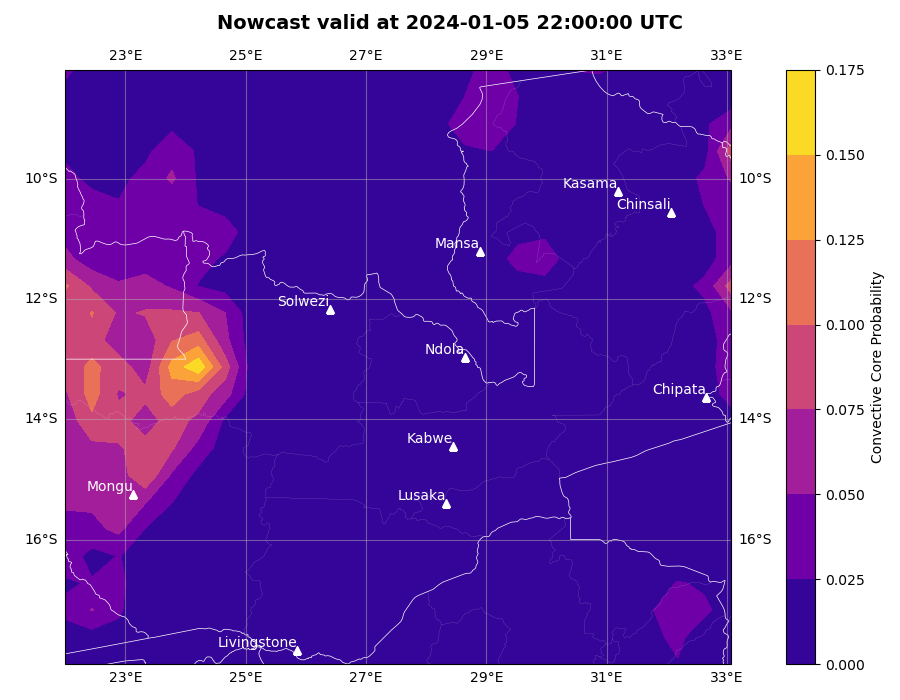 Nowcast valid at 2024-01-05 22:00:00 UTC
23°E 25°E 27°E 29°E 31°E 33°E
0.175
0.150
10°S 10°S
Kasama
Chinsali
0.125
Mansa
12°S 12°S
Solwezi
0.100
Ndola
Convective Core Probability
Chipata
0.075
14°S 14°S
Kabwe
Mongu
Lusaka
0.050
16°S 16°S
0.025
Livingstone
0.000
23°E 25°E 27°E 29°E 31°E 33°E